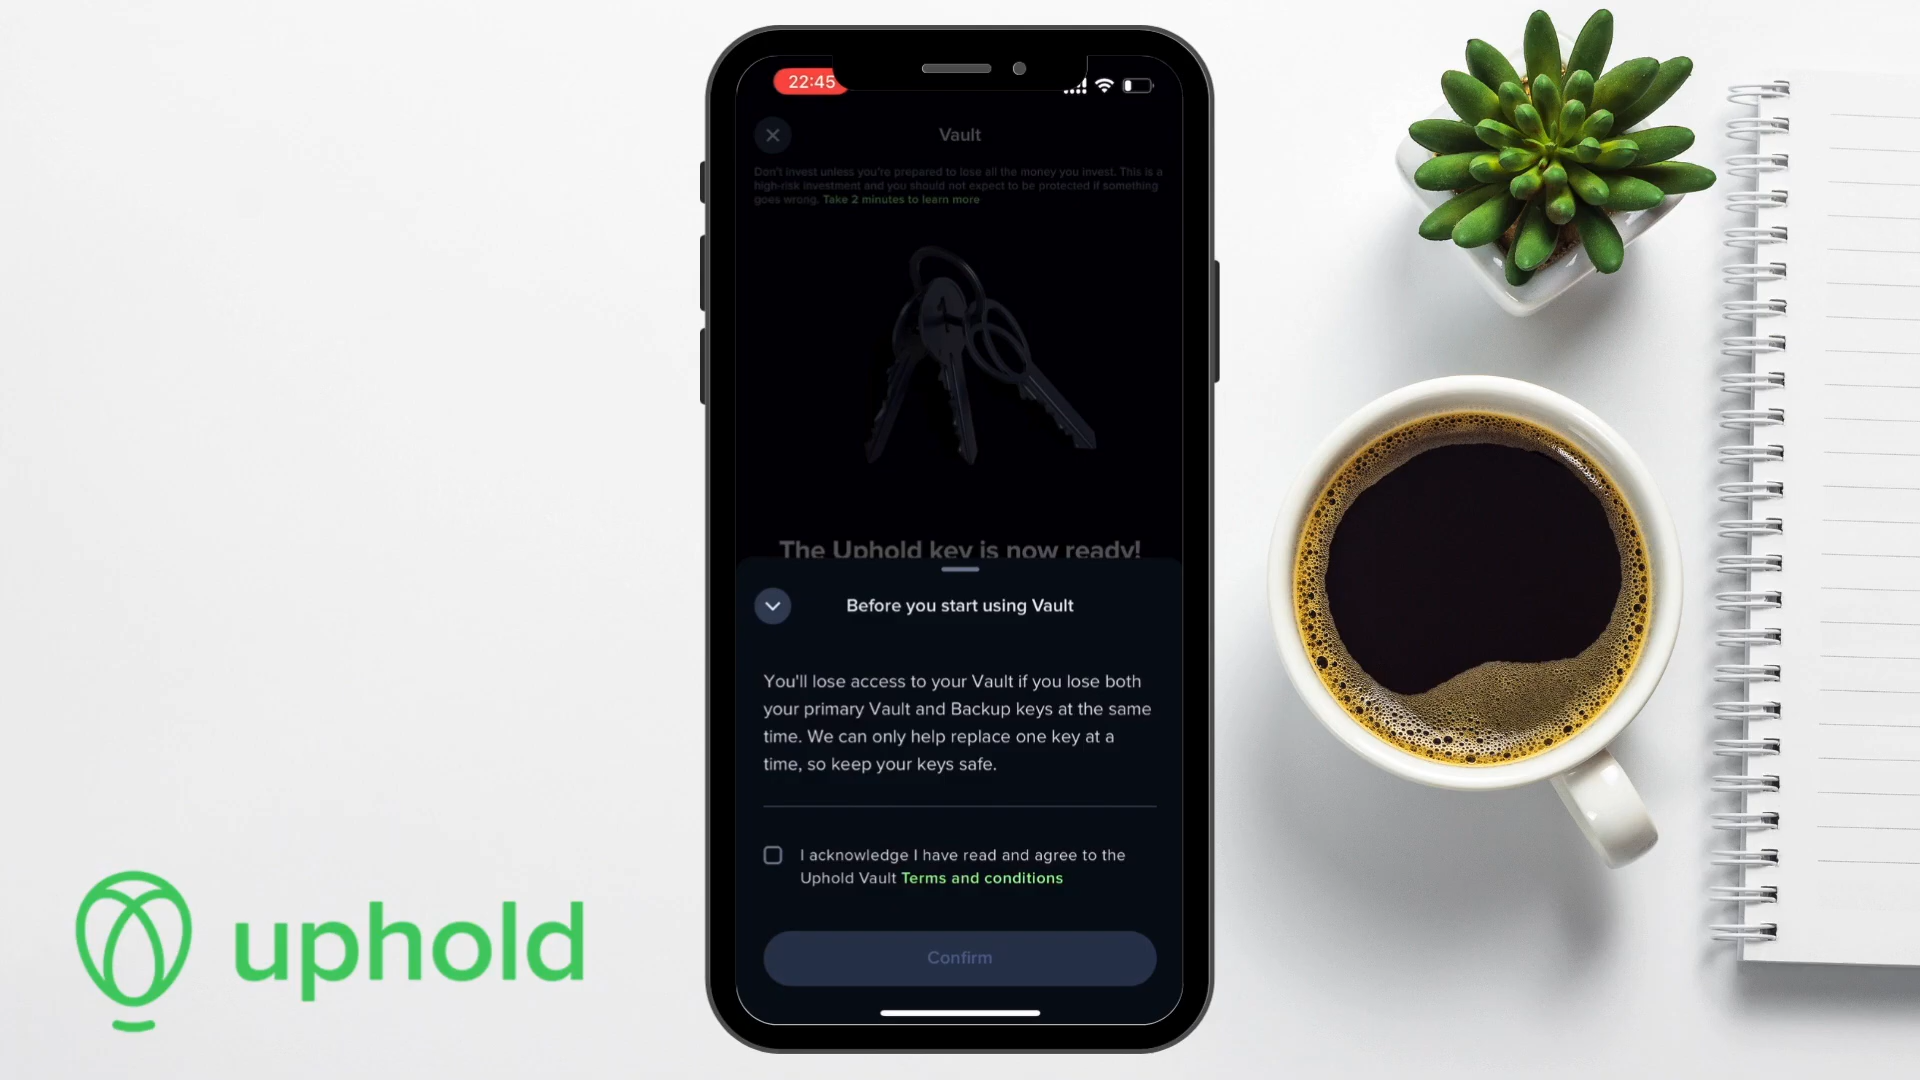 22:45
Vault
Don't invest unless you're prepared to lose all the money you invest. This is a
high-risk investment and you should not expect to be protected if something
goes wrong. Take 2 minutes to learn more
The Uphold key is now ready!
Before you start using Vault
You'll lose access to your Vault if you lose both
your primary Vault and Backup keys at the same
time. We can only help replace one key at a
time, so keep your keys safe.
I acknowledge I have read and agree to the
Uphold Vault Terms and conditions
Confirm
uphold